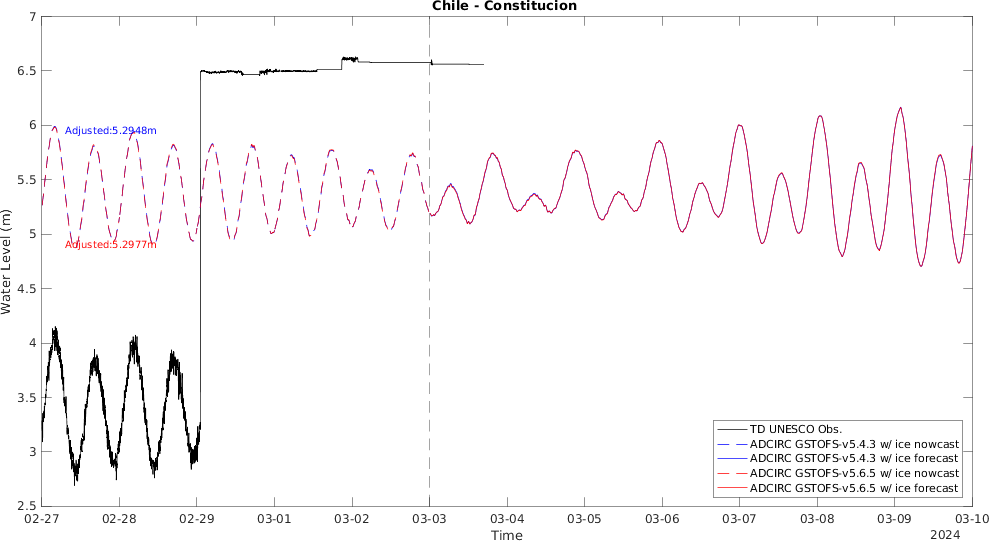 Chile - Constitucion
7
6.5
6
5.5
5
4.5
4
3.5
3
2.5
Water Level (m)
Adjusted:5.2948m
Adjusted:5.2977m
TD UNESCO Obs.
ADCIRC GSTOFS-v5.4.3 w/ ice nowcast
ADCIRC GSTOFS-v5.4.3 w/ ice forecast
ADCIRC GSTOFS-v5.6.5 w/ ice nowcast
ADCIRC GSTOFS-v5.6.5 w/ ice forecast
02-27 02-28 02-29 03-01 03-02 03-03 03-04 03-05 03-06 03-07 03-08 03-09 03-10
Time
2024